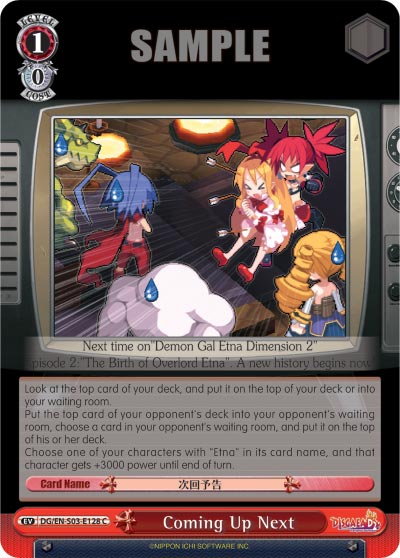 LEVEL
1
0
COST
SAMPLE
Next time on"Demon Gal Etna Dimension 2"
Episode 2: "The Birth of Overlord Etna". A new history begins now
Look at the top card of your deck, and put it on the top of your deck or into
your waiting room.
Put the top card of your opponent's deck into your opponent's waiting
room, choose a card in your opponent's waiting room, and put it on the top
of his or her deck.
Choose one of your characters with "Etna" in its card name, and that
character gets +3000 power until end of turn.
Card Name 次回予告
EV DG/EN-S03-E128 C Coming Up Next DISGAEA
©NIPPON ICHI SOFTWARE INC.